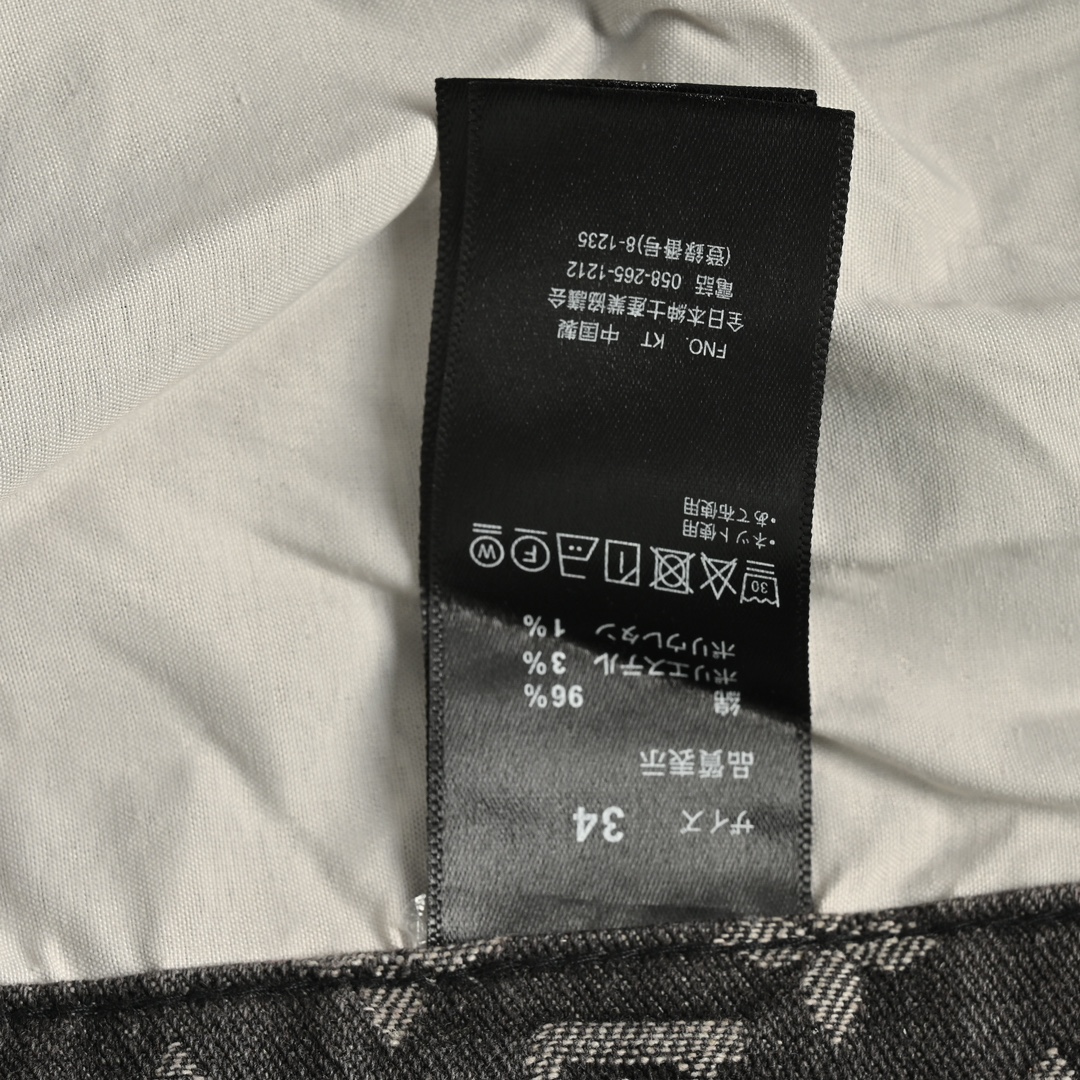 サイズ 34
品質表示
綿 96%
ポリエステル 3%
ポリウレタン 1%
30 W F
・ネット使用
・あて布使用
FNO. KT 中国製
全日本紳士産業協議会
電話 058-265-1212
(登録番号)8-1235